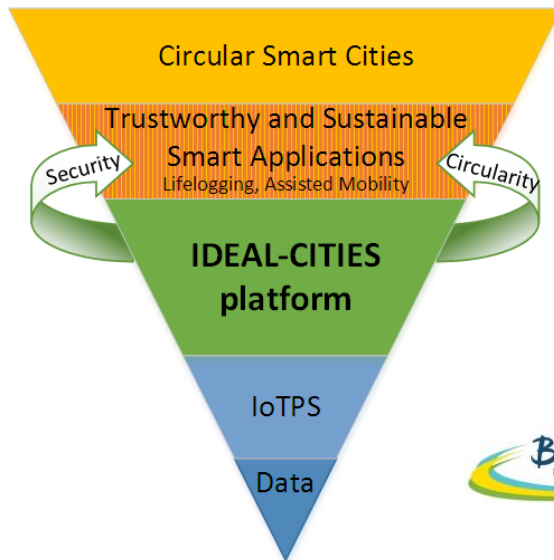 Circular Smart Cities
Trustworthy and Sustainable
Smart Applications
Lifelogging, Assisted Mobility
Security
Circularity
IDEAL-CITIES
platform
IoTPS
Data